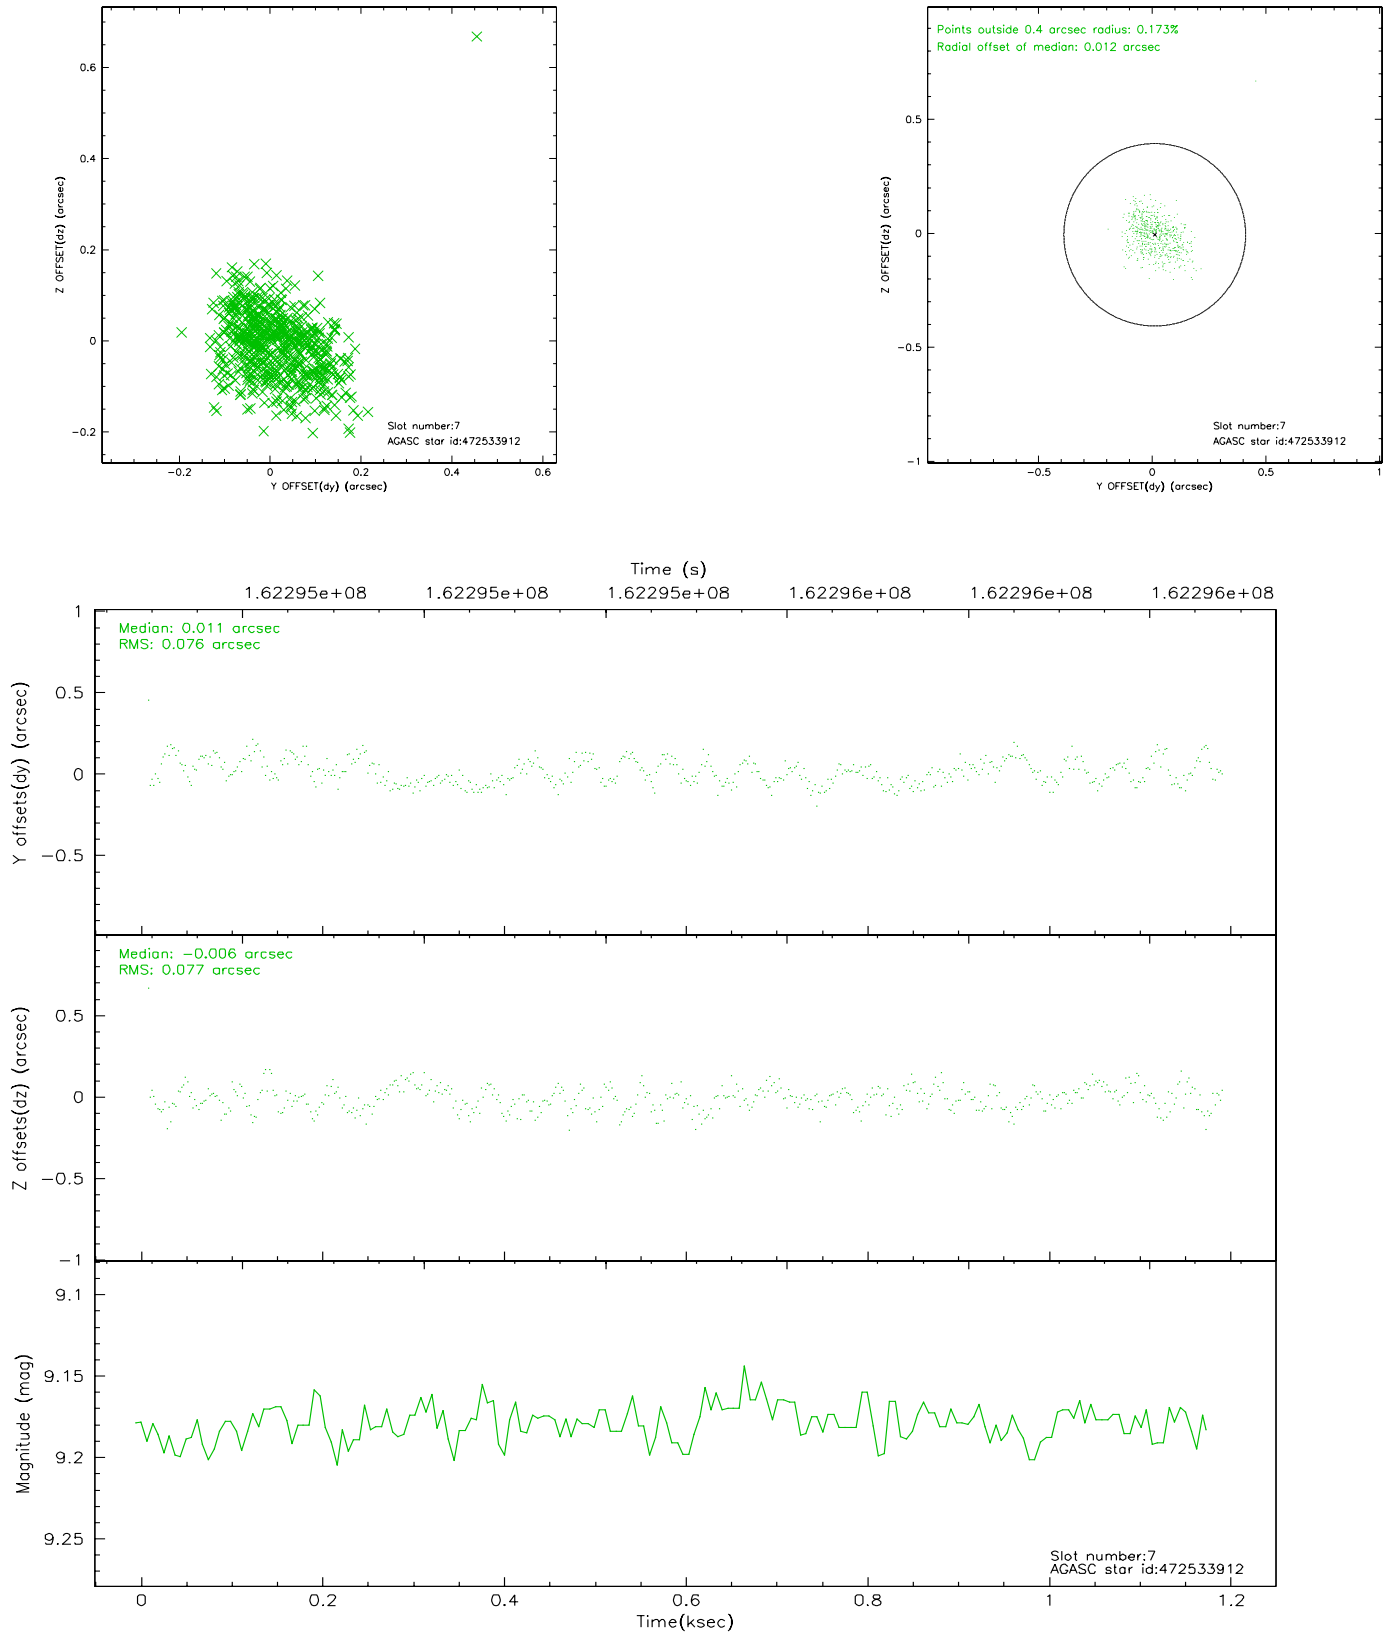 0.6
0.4
0.2
0
−0.2
−0.2 0 0.2 0.4 0.6
Z OFFSET(dz) (arcsec)
Y OFFSET(dy) (arcsec)
Slot number:7
AGASC star id:472533912
Points outside 0.4 arcsec radius: 0.173%
Radial offset of median: 0.012 arcsec
0.5
0
−0.5
−1
−0.5 0 0.5 1
Z OFFSET(dz) (arcsec)
Y OFFSET(dy) (arcsec)
Slot number:7
AGASC star id:472533912
Time (s)
1.62295e+08 1.62295e+08 1.62295e+08 1.62296e+08 1.62296e+08 1.62296e+08
Median: 0.011 arcsec
RMS: 0.076 arcsec
1
0.5
0
−0.5
Y offsets(dy) (arcsec)
Median: −0.006 arcsec
RMS: 0.077 arcsec
0.5
0
−0.5
−1
Z offsets(dz) (arcsec)
9.1
9.15
9.2
9.25
Magnitude (mag)
Slot number:7
AGASC star id:472533912
0 0.2 0.4 0.6 0.8 1 1.2
Time(ksec)